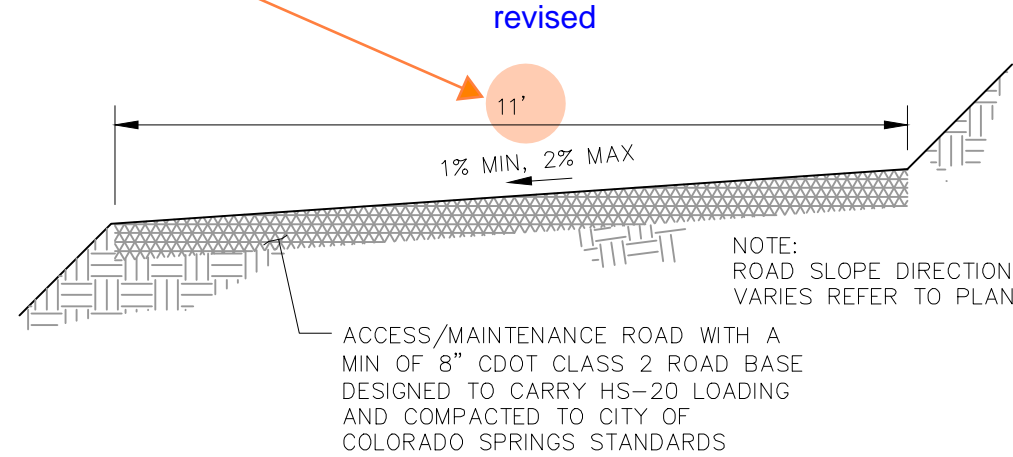 revised
11'
1% MIN, 2% MAX
NOTE:
ROAD SLOPE DIRECTION
VARIES REFER TO PLAN
ACCESS/MAINTENANCE ROAD WITH A
MIN OF 8" CDOT CLASS 2 ROAD BASE
DESIGNED TO CARRY HS-20 LOADING
AND COMPACTED TO CITY OF
COLORADO SPRINGS STANDARDS